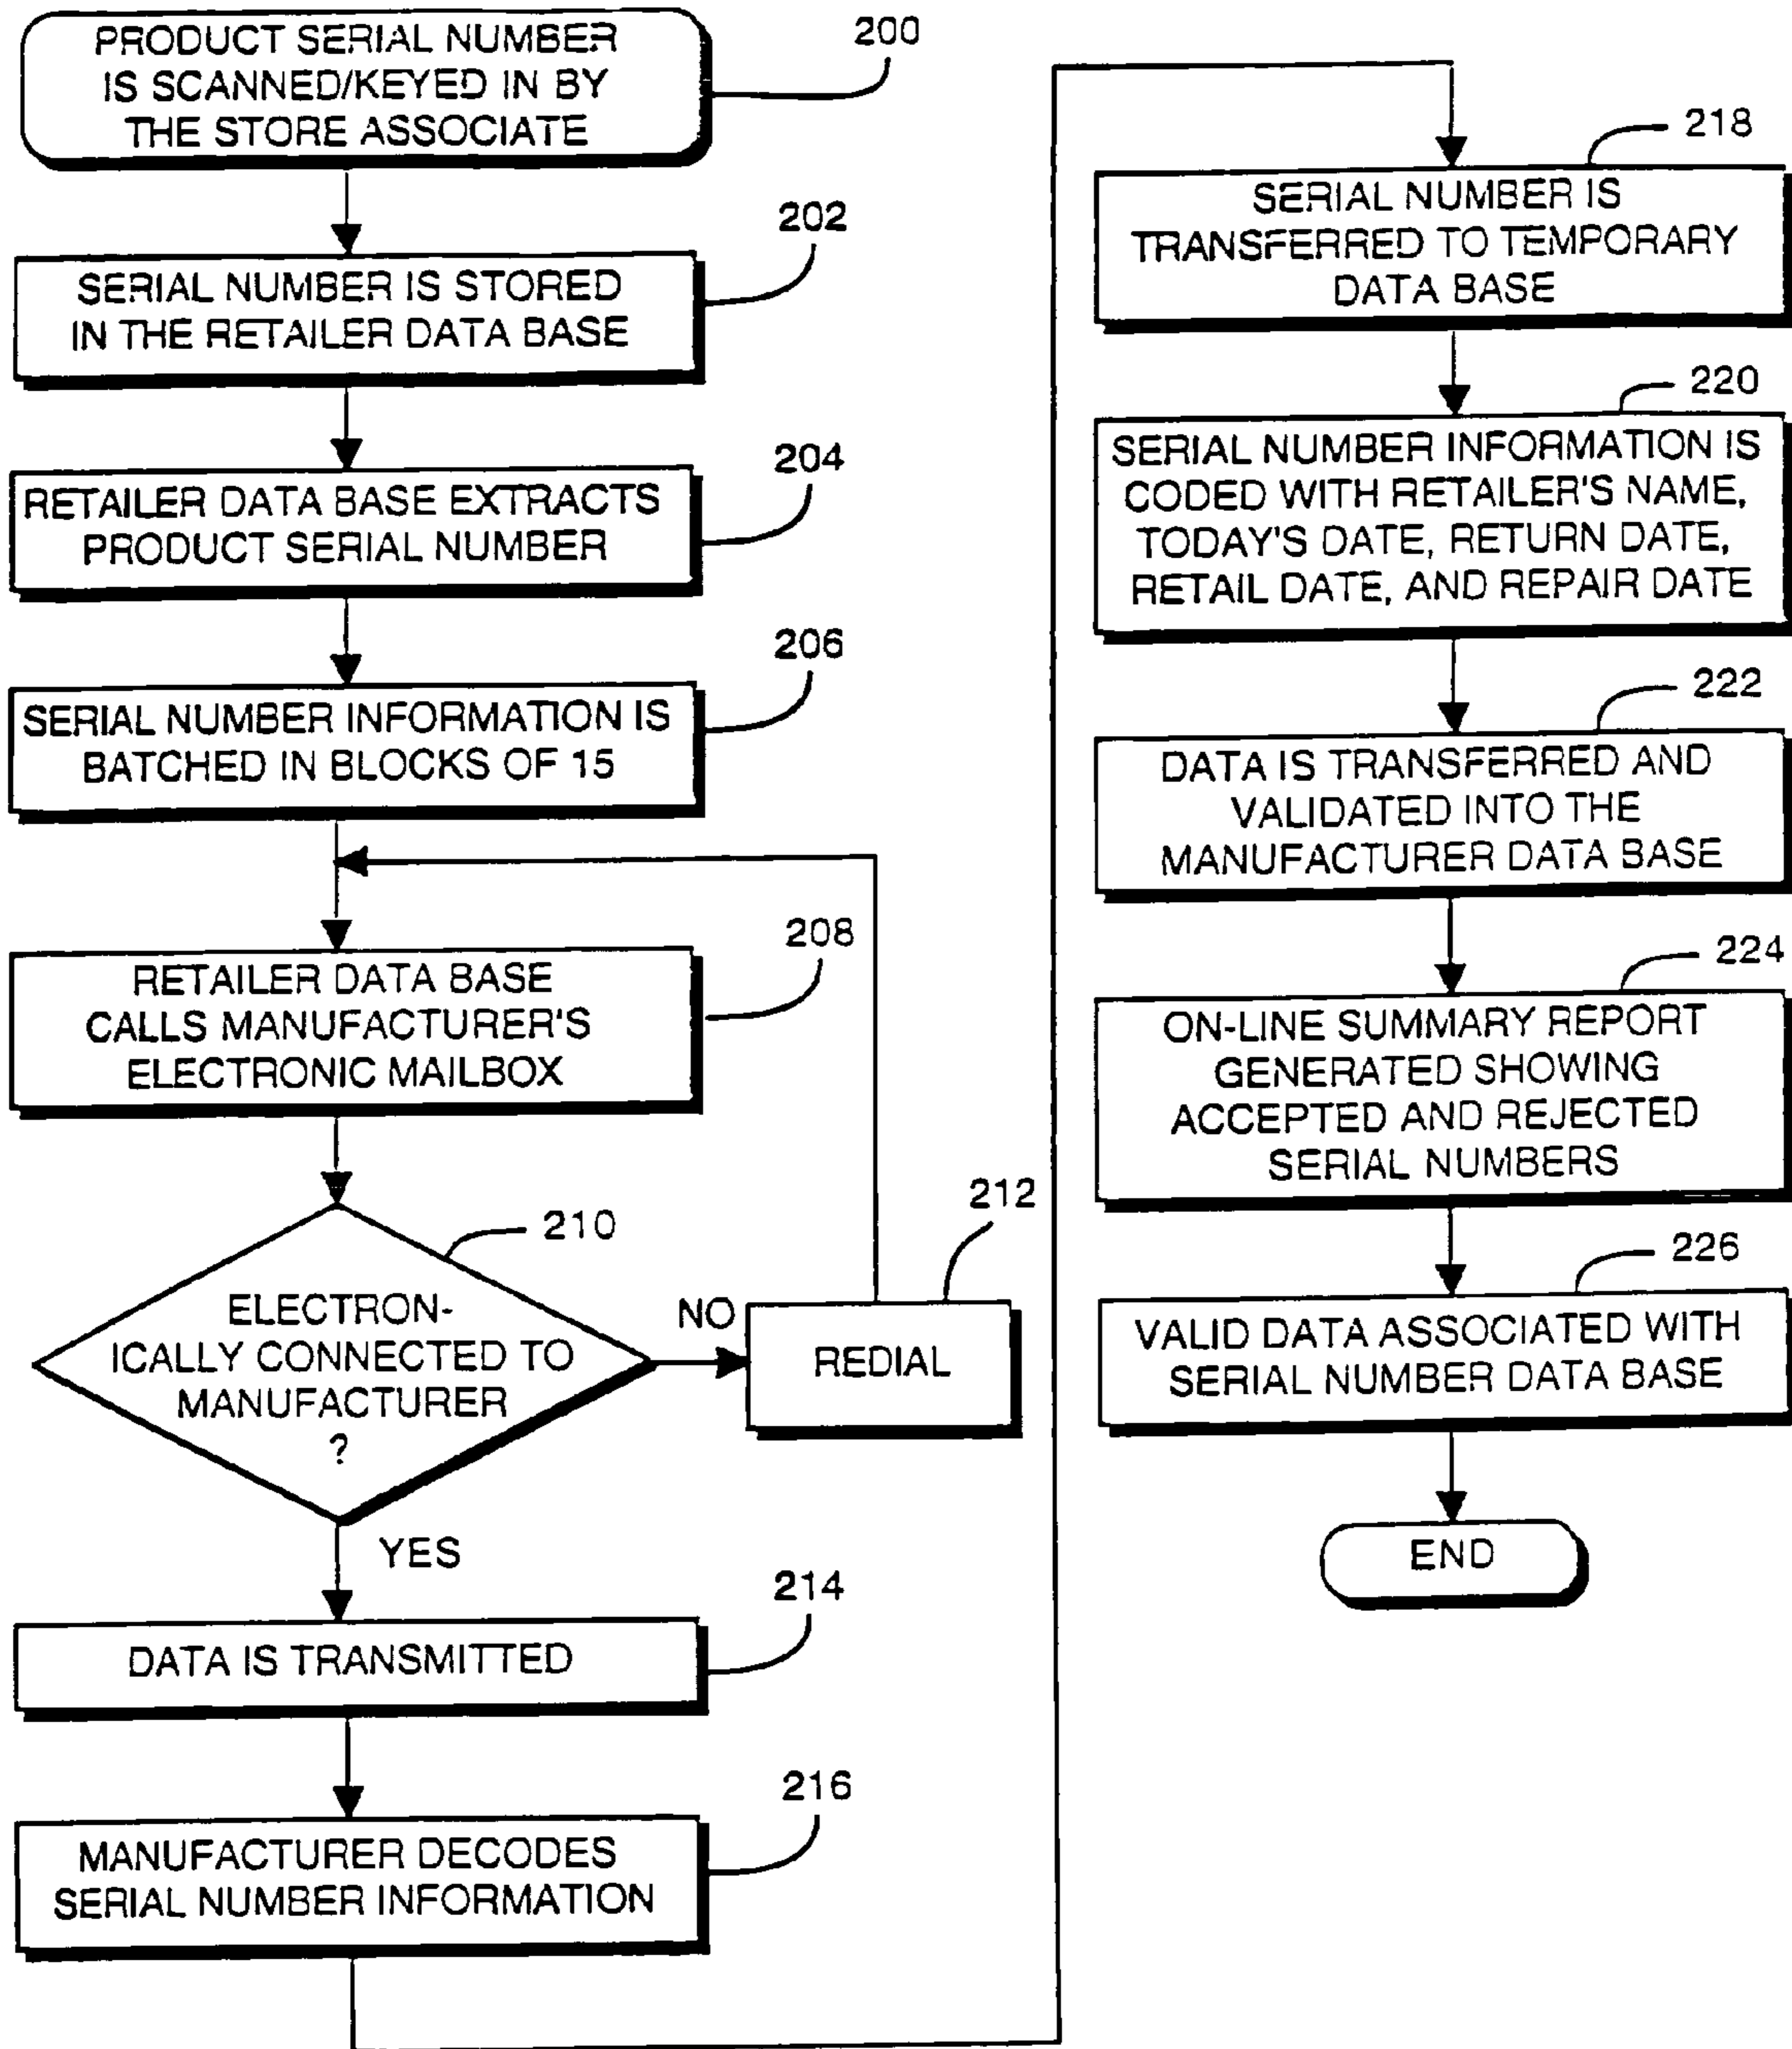 PRODUCT SERIAL NUMBER
IS SCANNED/KEYED IN BY
THE STORE ASSOCIATE
200
SERIAL NUMBER IS STORED
IN THE RETAILER DATA BASE
202
RETAILER DATA BASE EXTRACTS
PRODUCT SERIAL NUMBER
204
SERIAL NUMBER INFORMATION IS
BATCHED IN BLOCKS OF 15
206
RETAILER DATA BASE
CALLS MANUFACTURER'S
ELECTRONIC MAILBOX
208
ELECTRON-
ICALLY CONNECTED TO
MANUFACTURER
?
210
NO
REDIAL
212
YES
DATA IS TRANSMITTED
214
MANUFACTURER DECODES
SERIAL NUMBER INFORMATION
216
SERIAL NUMBER IS
TRANSFERRED TO TEMPORARY
DATA BASE
218
SERIAL NUMBER INFORMATION IS
CODED WITH RETAILER'S NAME,
TODAY'S DATE, RETURN DATE,
RETAIL DATE, AND REPAIR DATE
220
DATA IS TRANSFERRED AND
VALIDATED INTO THE
MANUFACTURER DATA BASE
222
ON-LINE SUMMARY REPORT
GENERATED SHOWING
ACCEPTED AND REJECTED
SERIAL NUMBERS
224
VALID DATA ASSOCIATED WITH
SERIAL NUMBER DATA BASE
226
END